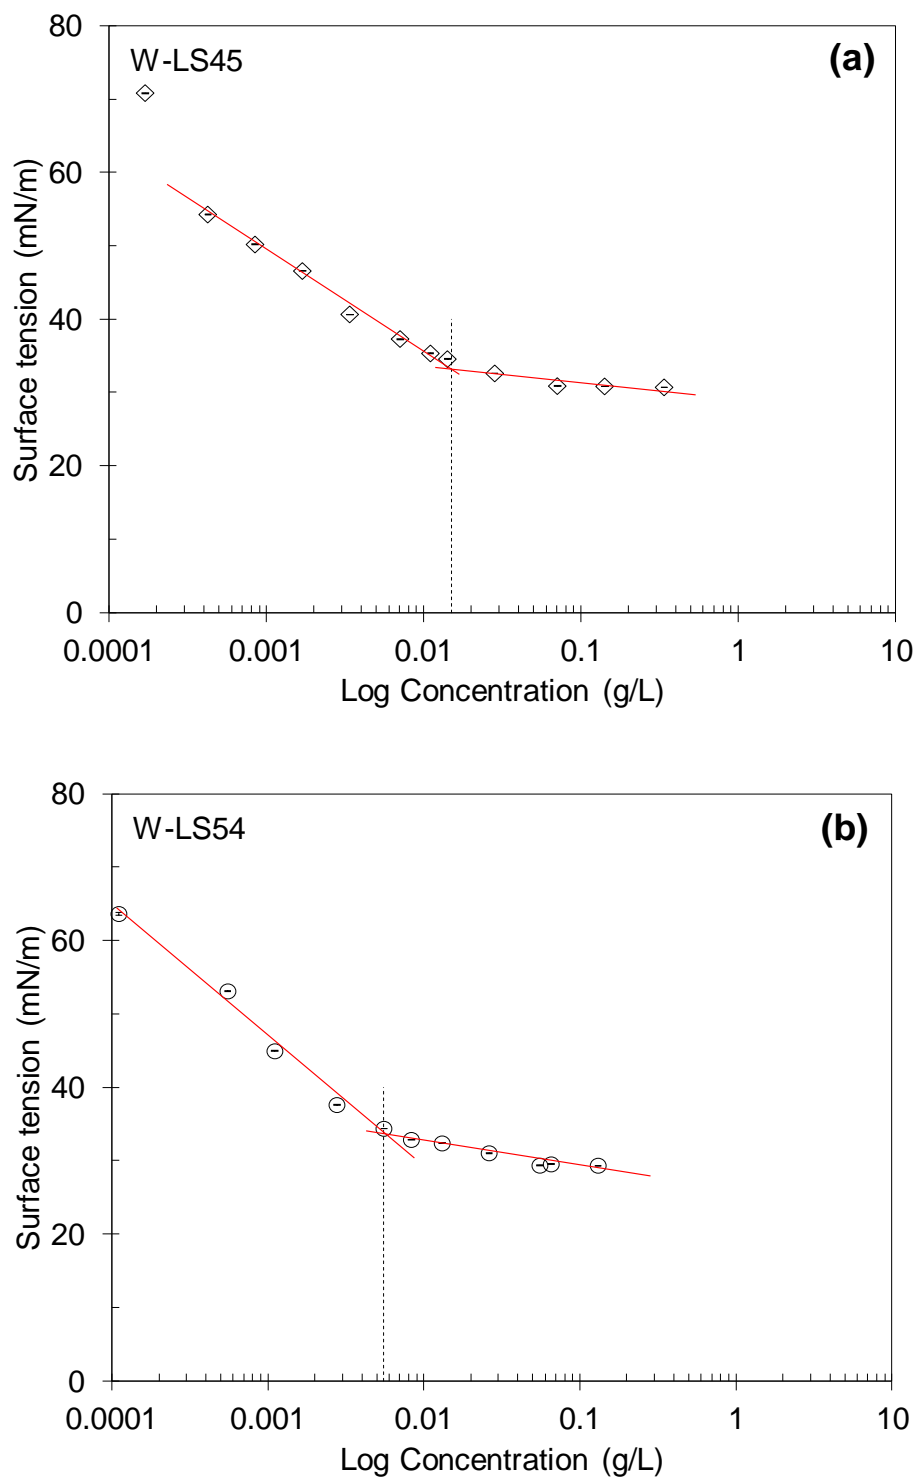 80
W-LS45
(a)
60
40
20
0
Surface tension (mN/m)
0.0001 0.001 0.01 0.1 1 10
Log Concentration (g/L)
80
W-LS54
(b)
60
40
20
0
Surface tension (mN/m)
0.0001 0.001 0.01 0.1 1 10
Log Concentration (g/L)